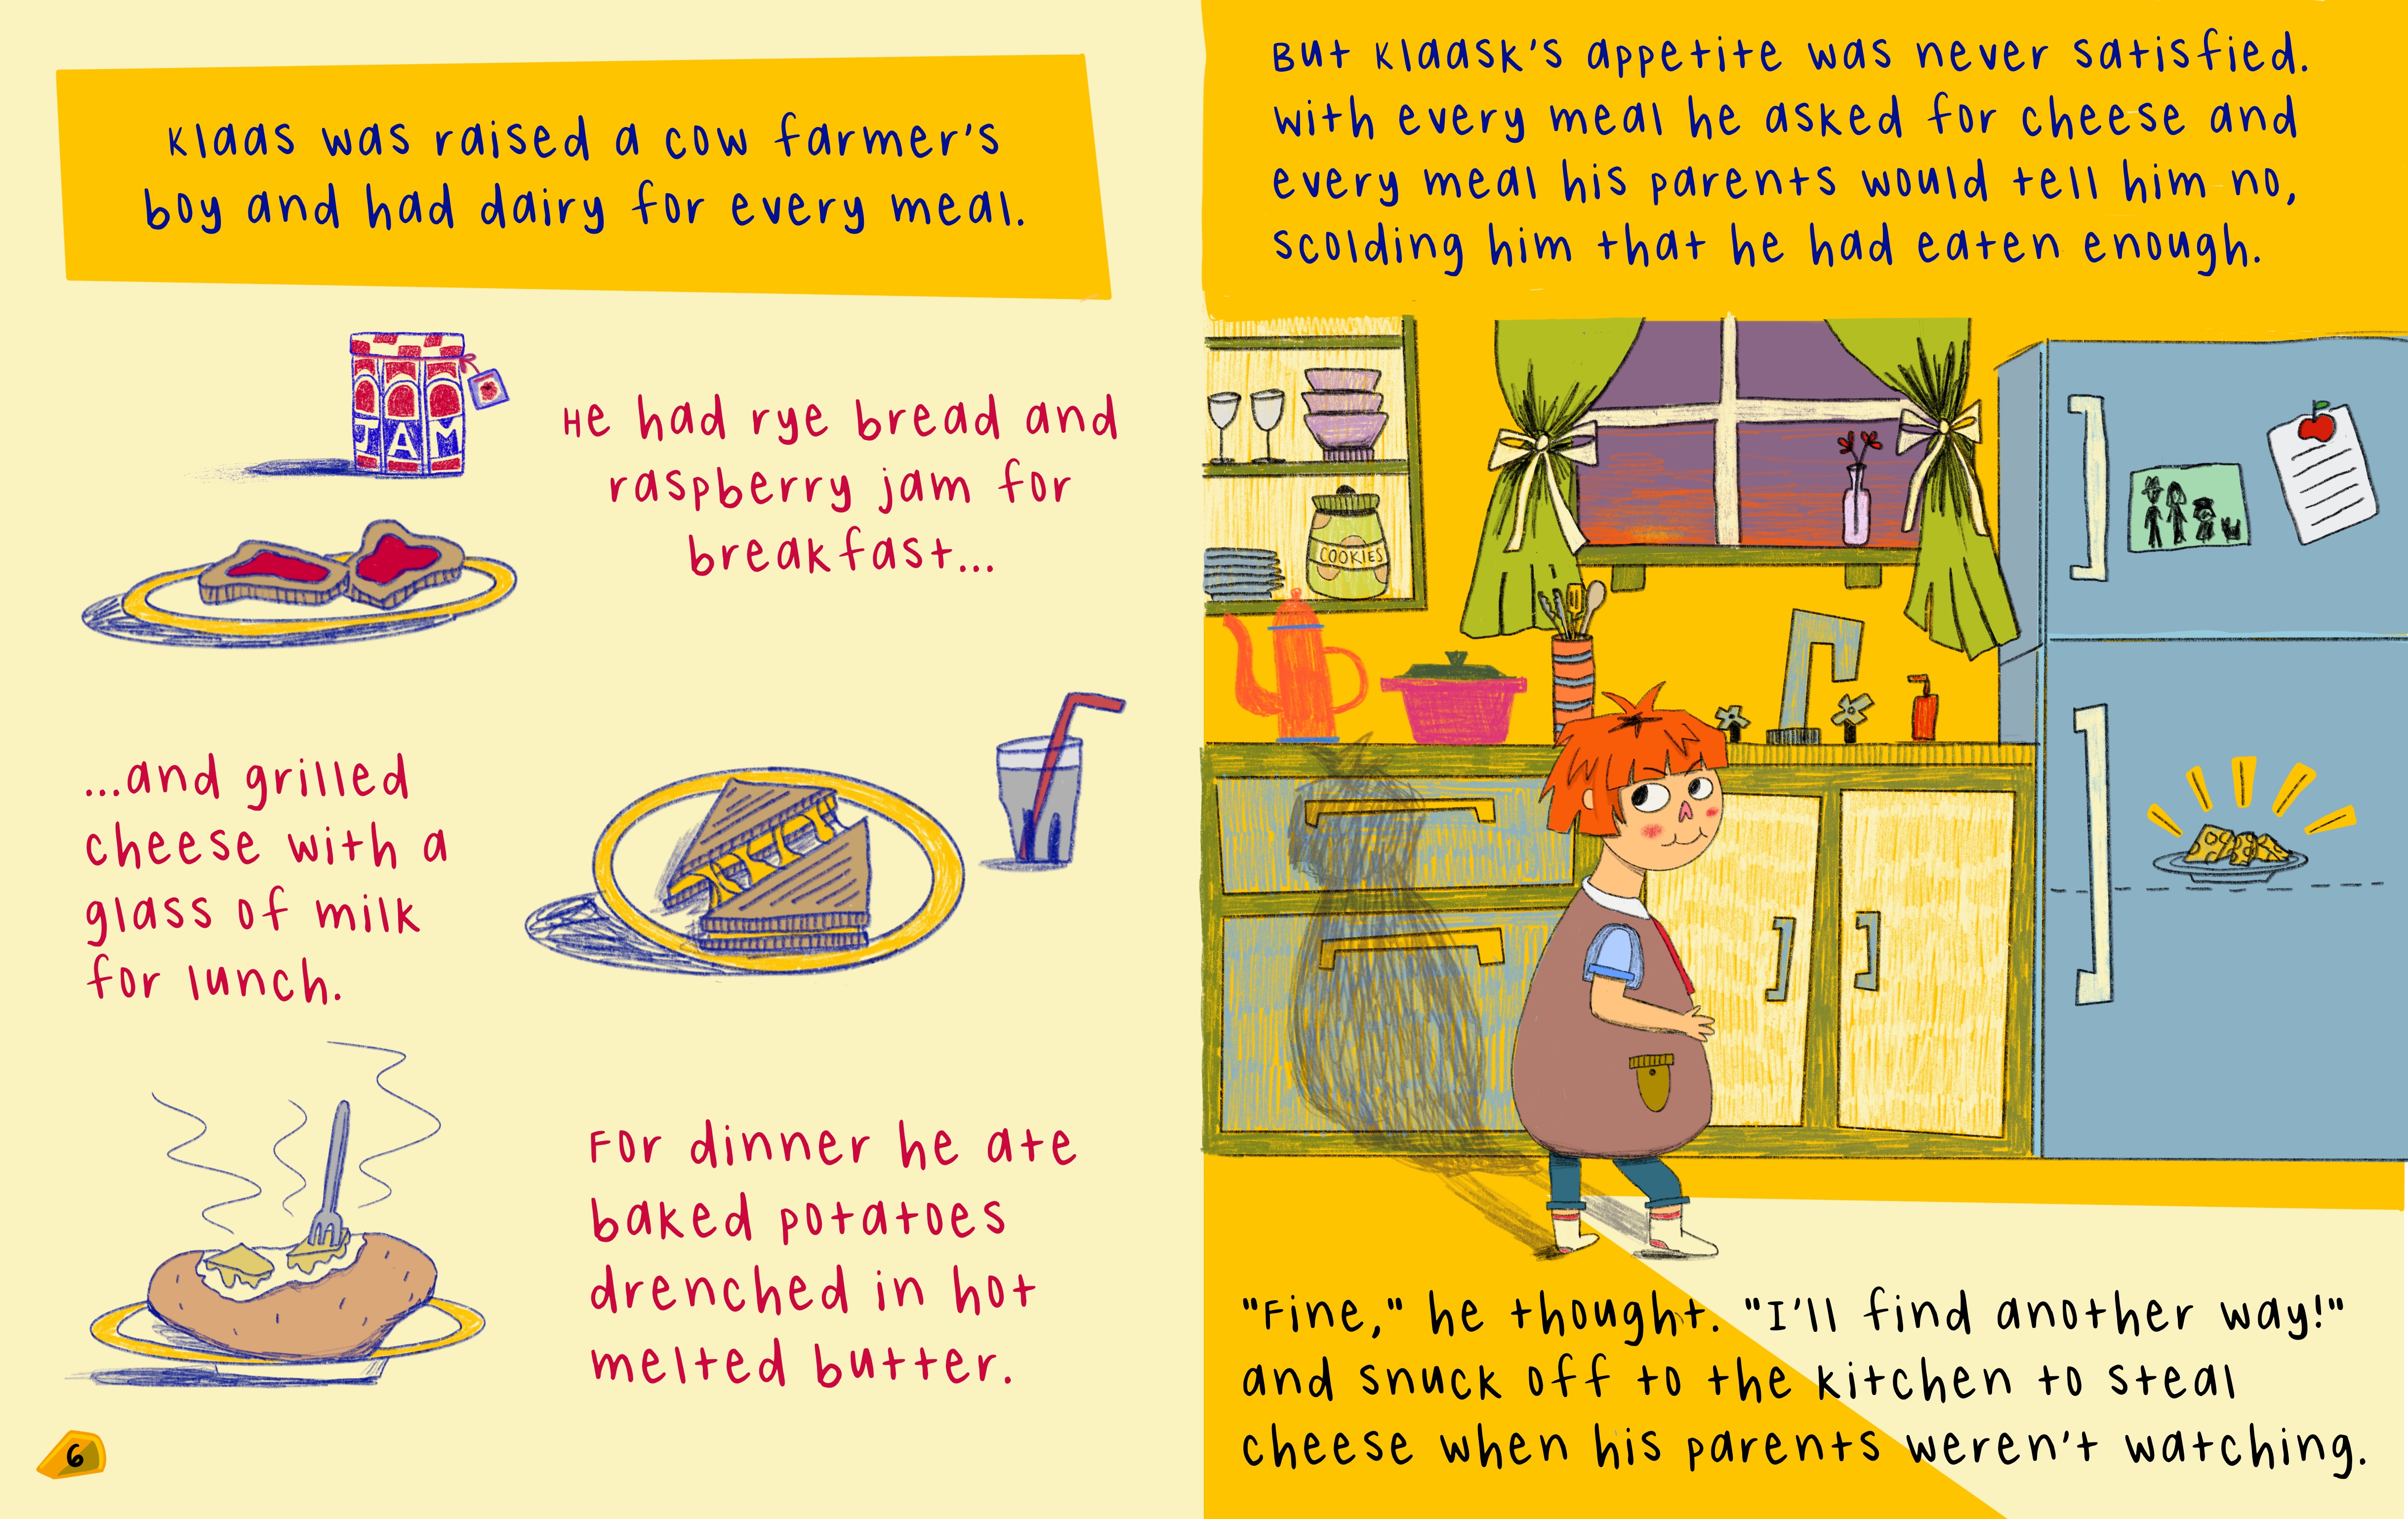 Klaas was raised a cow farmer's
boy and had dairy for every meal.
JAM
He had rye bread and
raspberry jam for
breakfast...
...and grilled
cheese with a
glass of milk
for lunch.
For dinner he ate
baked potatoes
drenched in hot
melted butter.
6
But Klaask's appetite was never satisfied.
With every meal he asked for cheese and
every meal his parents would tell him no,
scolding him that he had eaten enough.
COOKIES
"Fine," he thought. "I'll find another way!"
and snuck off to the kitchen to steal
cheese when his parents weren't watching.